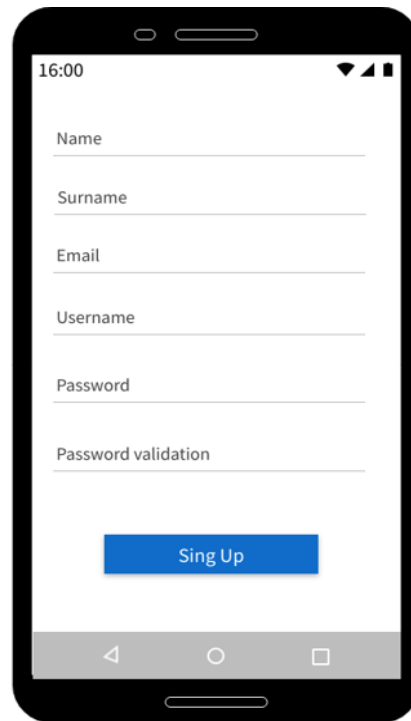 16:00
Name
Surname
Email
Username
Password
Password validation
Sing Up